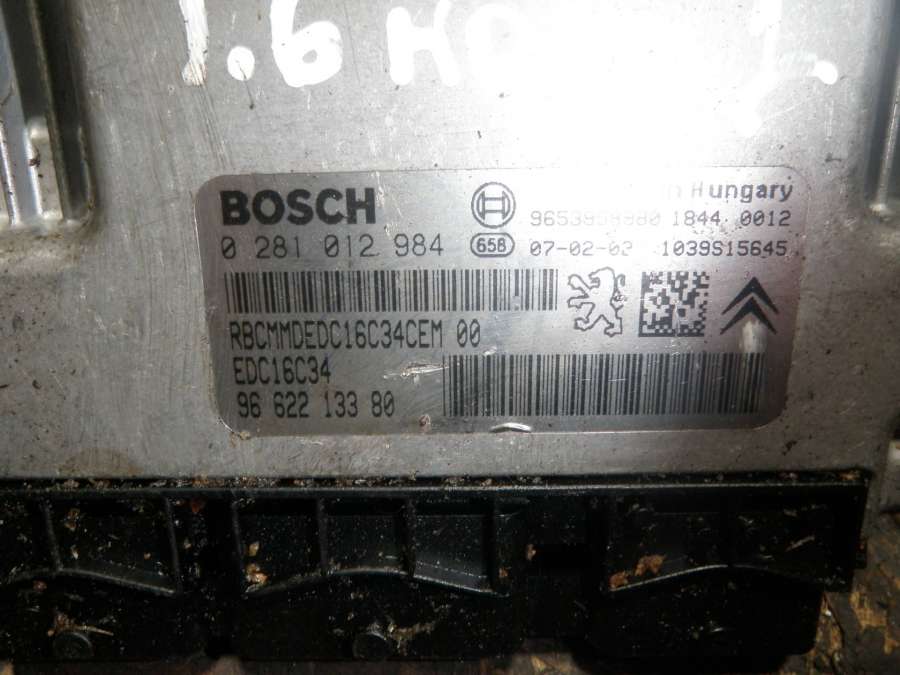 1.6
BOSCH
in Hungary
1844 0012
0 281 012 984
658
07-02-02
1039S15645
RBCMMDEDC16C34CEM 00
EDC16C34
96 622 133 80